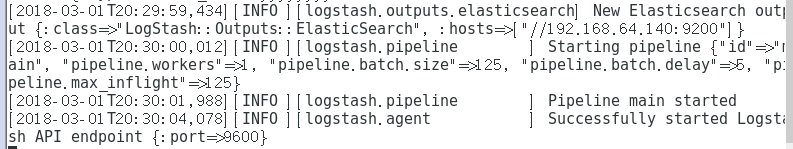 [2018-03-01T20:29:59,434][INFO ][logstash.outputs.elasticsearch] New Elasticsearch outp
ut {:class=>"LogStash::Outputs::ElasticSearch", :hosts=>["//192.168.64.140:9200"]}
[2018-03-01T20:30:00,012][INFO ][logstash.pipeline        ] Starting pipeline {"id"=>"m
ain", "pipeline.workers"=>1, "pipeline.batch.size"=>125, "pipeline.batch.delay"=>5, "pi
peline.max_inflight"=>125}
[2018-03-01T20:30:01,988][INFO ][logstash.pipeline        ] Pipeline main started
[2018-03-01T20:30:04,078][INFO ][logstash.agent           ] Successfully started Logsta
sh API endpoint {:port=>9600}